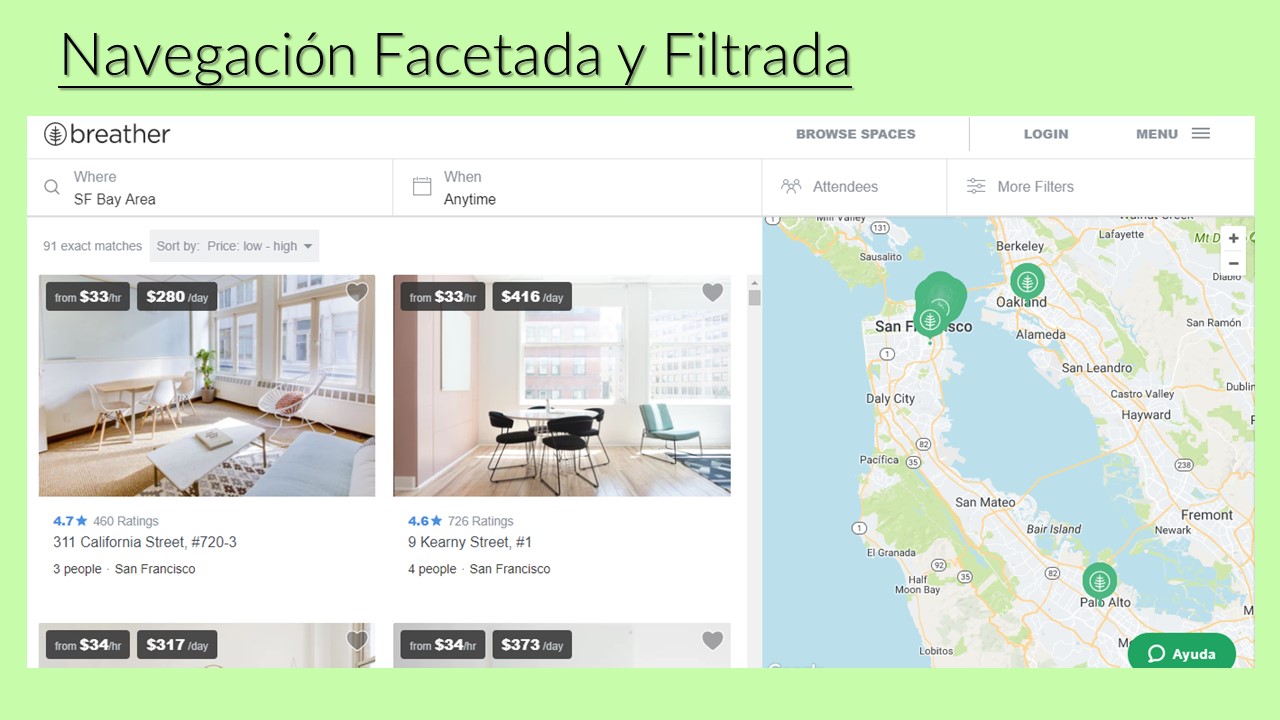 Navegación Facetada y Filtrada
breather
BROWSE SPACES
LOGIN
MENU
Where
SF Bay Area
When
Anytime
Attendees
More Filters
91 exact matches
Sort by: Price: low - high
from $33/hr
$280 /day
from $33/hr
$416 /day
4.7★ 460 Ratings
311 California Street, #720-3
3 people · San Francisco
4.6★ 726 Ratings
9 Kearny Street, #1
4 people · San Francisco
from $34/hr
$317 /day
from $34/hr
$373 /day
1
Mill Valley
131
Walnut Creek
Lafayette
Berkeley
Mt D
+
−
Sausalito
Diablo
Oakland
San Francisco
Alameda
San Ramón
1
San Leandro
Daly City
Castro Valley
Dublin
Hayward
82
Pacífica
35
238
San Mateo
Fremont
1
Bair Island
Newark
El Granada
92
35
82
Half
Moon Bay
Palo Alto
M
Lobitos
Google
Ayuda